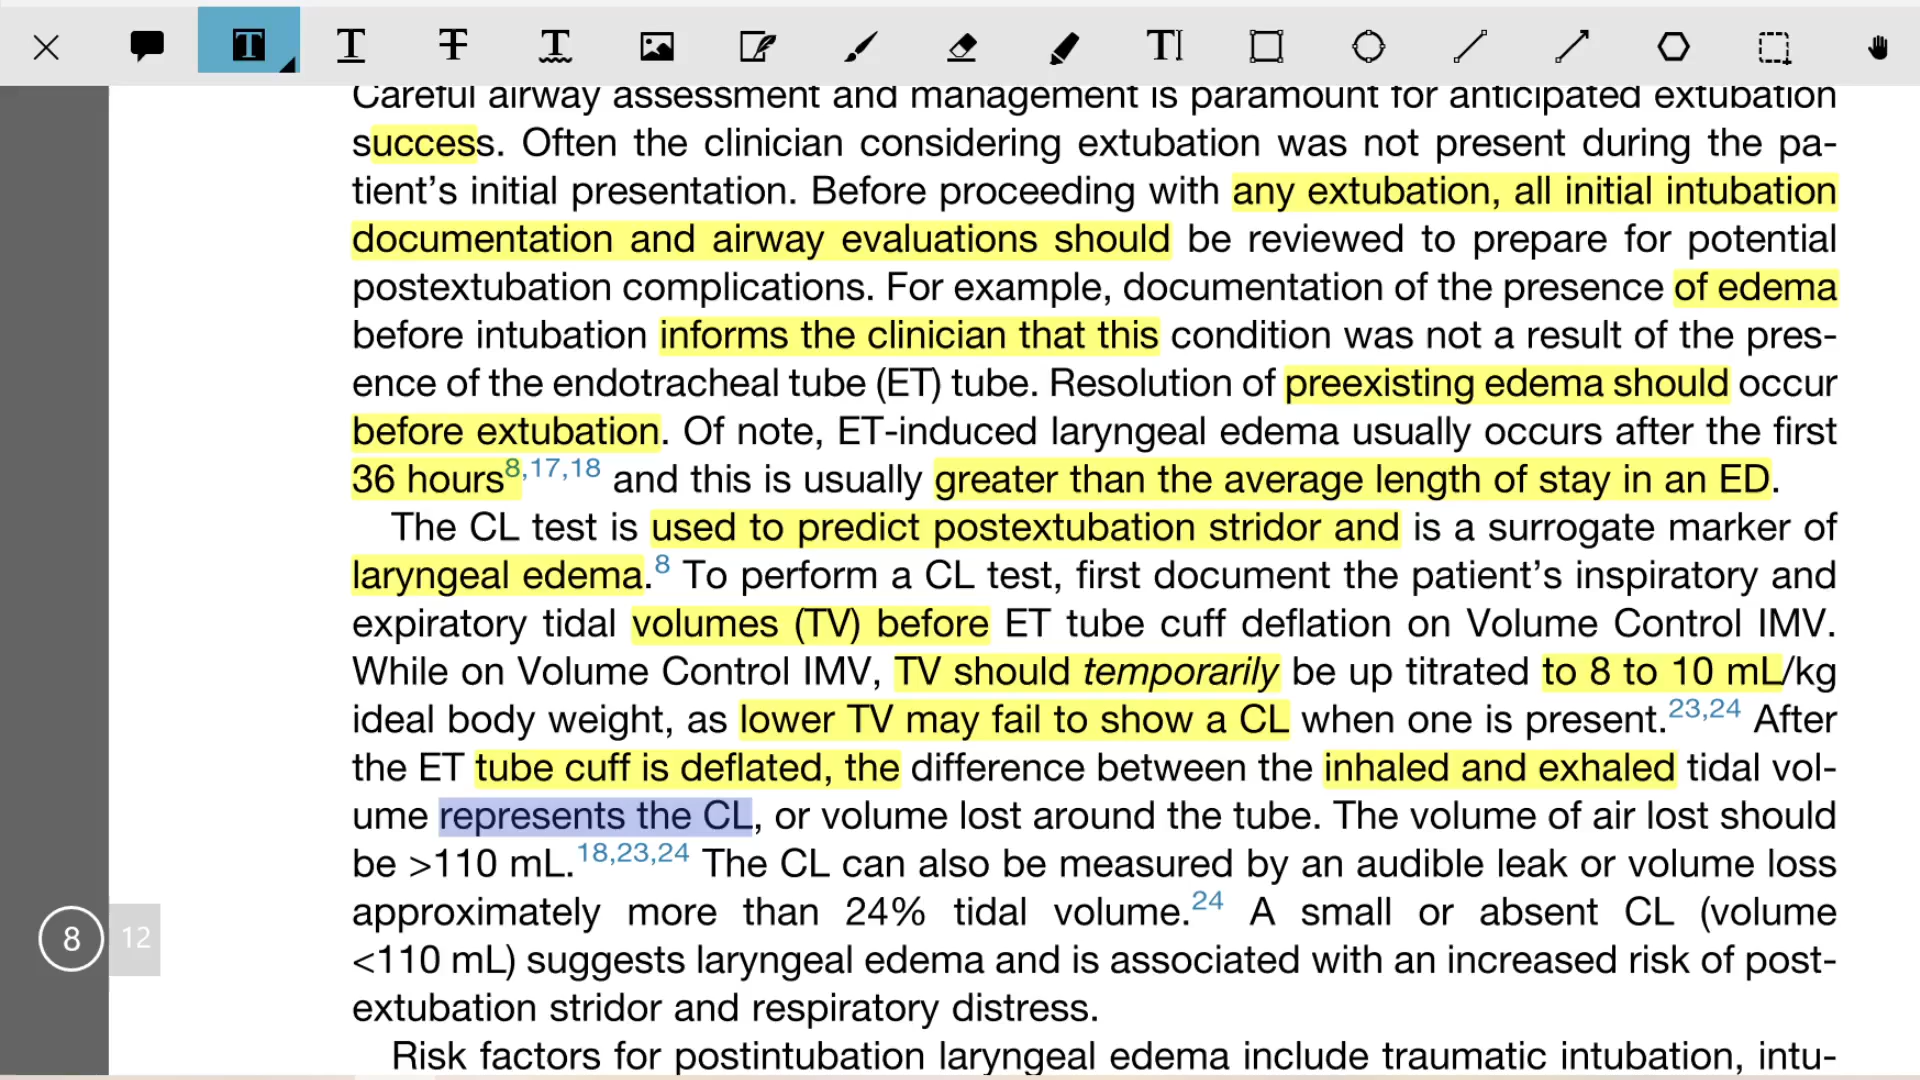 Careful airway assessment and management is paramount for anticipated extubation
success. Often the clinician considering extubation was not present during the pa-
tient’s initial presentation. Before proceeding with any extubation, all initial intubation
documentation and airway evaluations should be reviewed to prepare for potential
postextubation complications. For example, documentation of the presence of edema
before intubation informs the clinician that this condition was not a result of the pres-
ence of the endotracheal tube (ET) tube. Resolution of preexisting edema should occur
before extubation. Of note, ET-induced laryngeal edema usually occurs after the first
36 hours8,17,18 and this is usually greater than the average length of stay in an ED.
The CL test is used to predict postextubation stridor and is a surrogate marker of
laryngeal edema.8 To perform a CL test, first document the patient’s inspiratory and
expiratory tidal volumes (TV) before ET tube cuff deflation on Volume Control IMV.
While on Volume Control IMV, TV should temporarily be up titrated to 8 to 10 mL/kg
ideal body weight, as lower TV may fail to show a CL when one is present.23,24 After
the ET tube cuff is deflated, the difference between the inhaled and exhaled tidal vol-
ume represents the CL, or volume lost around the tube. The volume of air lost should
be >110 mL.18,23,24 The CL can also be measured by an audible leak or volume loss
approximately more than 24% tidal volume.24 A small or absent CL (volume
<110 mL) suggests laryngeal edema and is associated with an increased risk of post-
extubation stridor and respiratory distress.
Risk factors for postintubation laryngeal edema include traumatic intubation, intu-
8 12